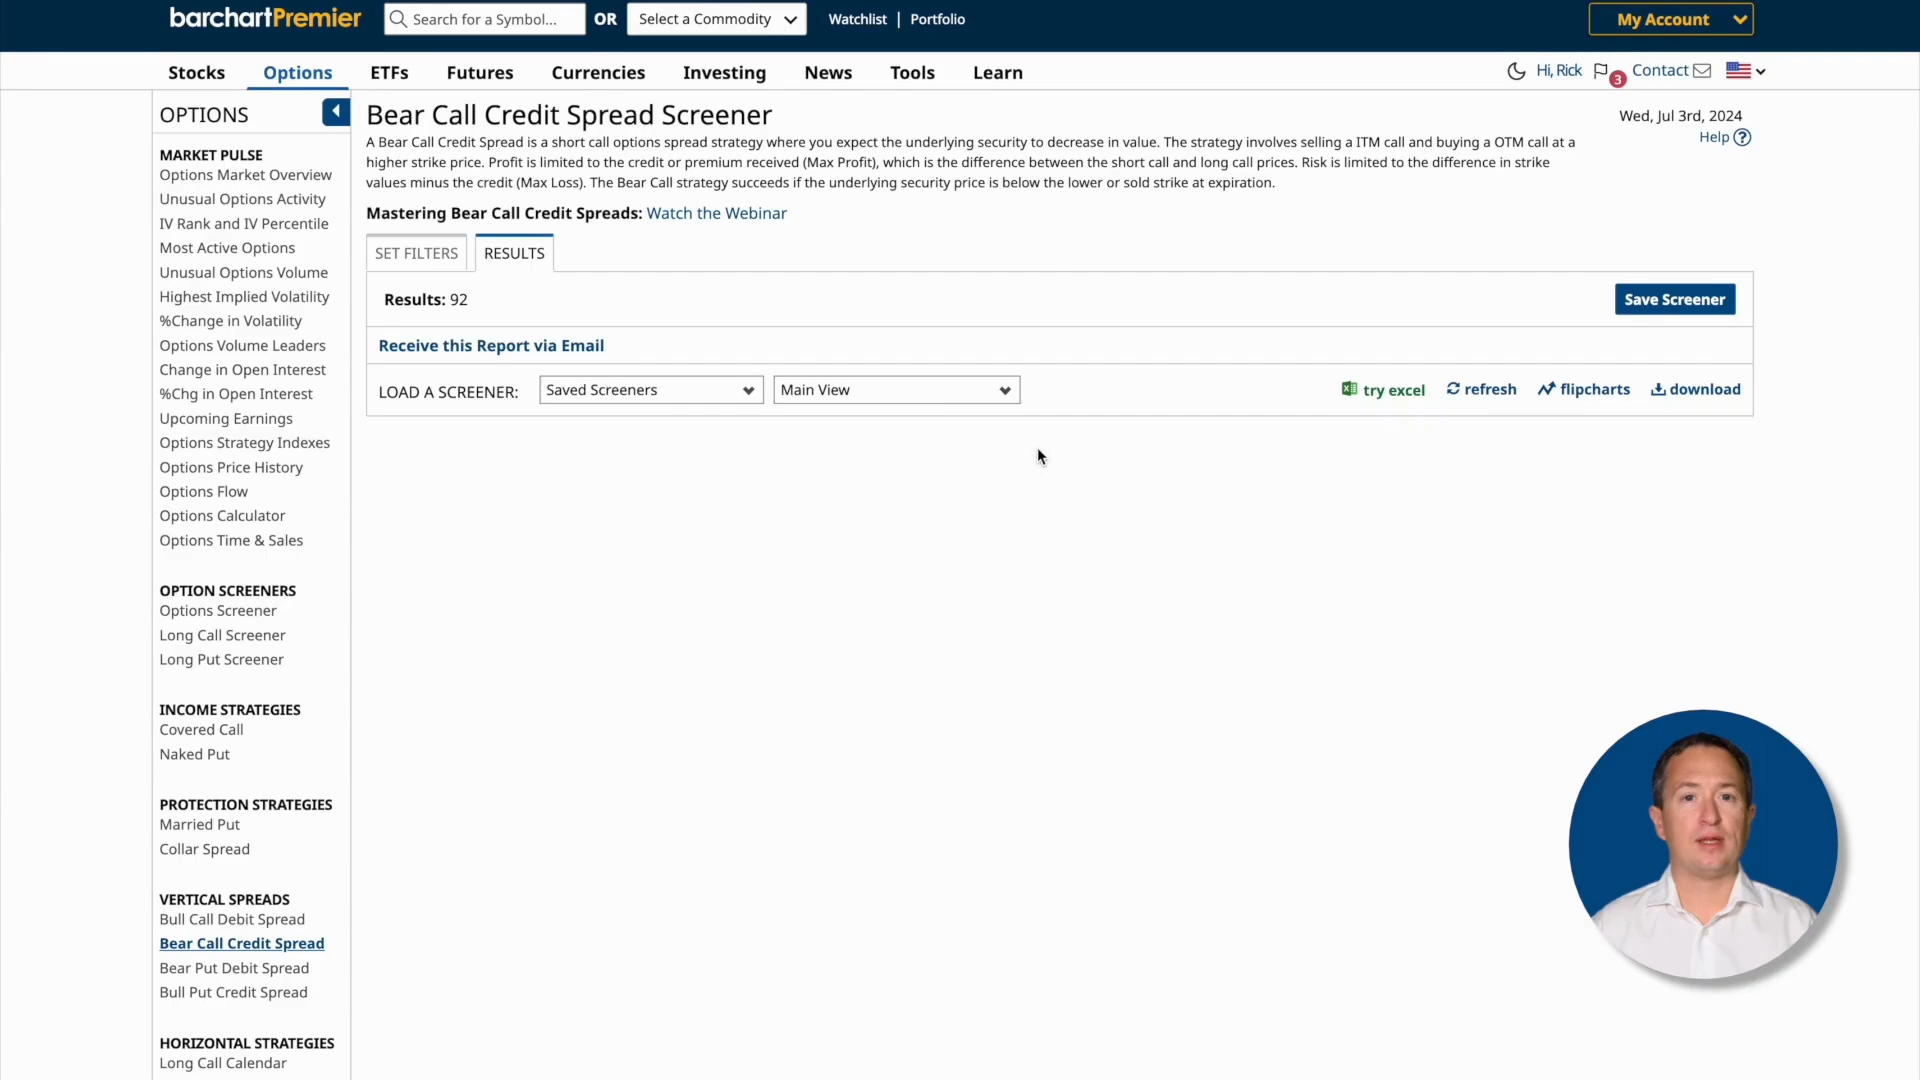 barchartPremier
Search for a Symbol...
OR
Select a Commodity
Watchlist | Portfolio
My Account
Stocks
Options
ETFs
Futures
Currencies
Investing
News
Tools
Learn
Hi, Rick
3
Contact
OPTIONS
MARKET PULSE
Options Market Overview
Unusual Options Activity
IV Rank and IV Percentile
Most Active Options
Unusual Options Volume
Highest Implied Volatility
%Change in Volatility
Options Volume Leaders
Change in Open Interest
%Chg in Open Interest
Upcoming Earnings
Options Strategy Indexes
Options Price History
Options Flow
Options Calculator
Options Time & Sales
OPTION SCREENERS
Options Screener
Long Call Screener
Long Put Screener
INCOME STRATEGIES
Covered Call
Naked Put
PROTECTION STRATEGIES
Married Put
Collar Spread
VERTICAL SPREADS
Bull Call Debit Spread
Bear Call Credit Spread
Bear Put Debit Spread
Bull Put Credit Spread
HORIZONTAL STRATEGIES
Long Call Calendar
Bear Call Credit Spread Screener
Wed, Jul 3rd, 2024
Help ?
A Bear Call Credit Spread is a short call options spread strategy where you expect the underlying security to decrease in value. The strategy involves selling a ITM call and buying a OTM call at a
higher strike price. Profit is limited to the credit or premium received (Max Profit), which is the difference between the short call and long call prices. Risk is limited to the difference in strike
values minus the credit (Max Loss). The Bear Call strategy succeeds if the underlying security price is below the lower or sold strike at expiration.
Mastering Bear Call Credit Spreads: Watch the Webinar
SET FILTERS
RESULTS
Results: 92
Save Screener
Receive this Report via Email
LOAD A SCREENER:
Saved Screeners
Main View
try excel
refresh
flipcharts
download